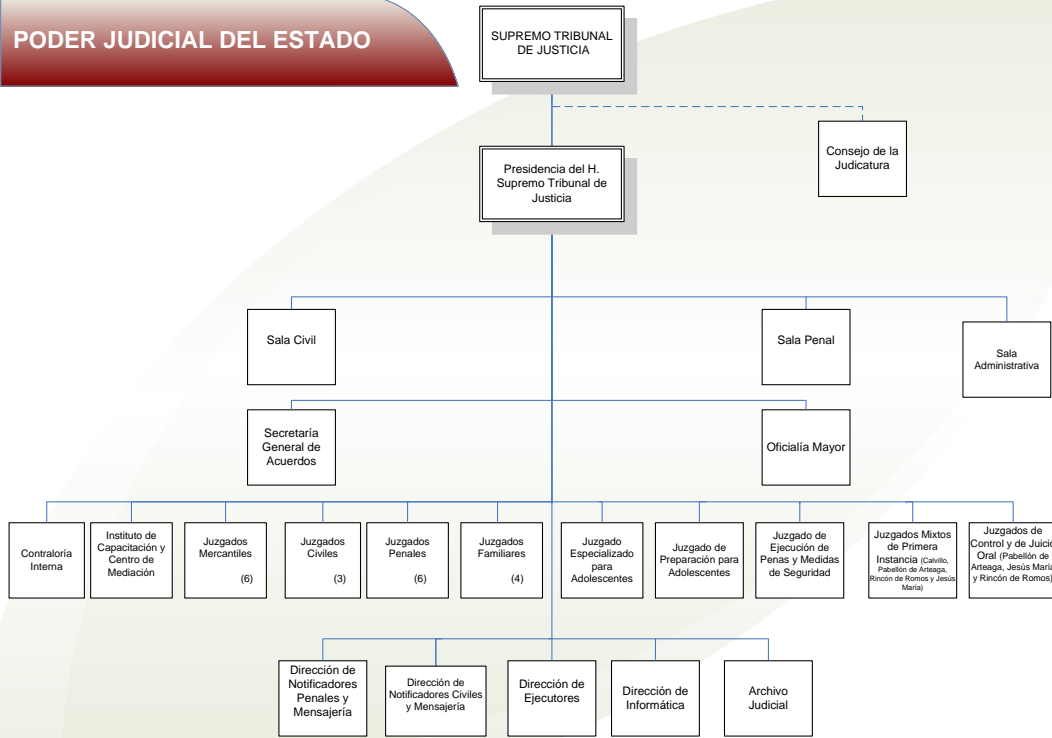 PODER JUDICIAL DEL ESTADO
SUPREMO TRIBUNAL
DE JUSTICIA
Consejo de la
Judicatura
Presidencia del H.
Supremo Tribunal de
Justicia
Sala Civil
Sala Penal
Sala
Administrativa
Secretaría
General de
Acuerdos
Oficialía Mayor
Contraloría
Interna
Instituto de
Capacitación y
Centro de
Mediación
Juzgados
Mercantiles
(6)
Juzgados
Civiles
(3)
Juzgados
Penales
(6)
Juzgados
Familiares
(4)
Juzgado
Especializado
para
Adolescentes
Juzgado de
Preparación para
Adolescentes
Juzgado de
Ejecución de
Penas y Medidas
de Seguridad
Juzgados Mixtos
de Primera
Instancia (Calvillo,
Pabellón de Arteaga,
Rincón de Romos y Jesús
María)
Juzgados de
Control y de Juicio
Oral (Pabellón de
Arteaga, Jesús María
y Rincón de Romos)
Dirección de
Notificadores
Penales y
Mensajería
Dirección de
Notificadores Civiles
y Mensajería
Dirección de
Ejecutores
Dirección de
Informática
Archivo
Judicial